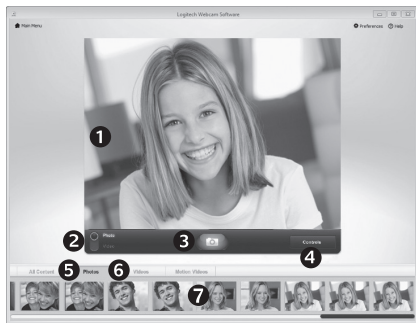 Logitech Webcam Software
Main Menu
Preferences
Help
1
2
Photo
Video
3
Controls
4
All Content
5
Photos
6
Videos
Motion Videos
7